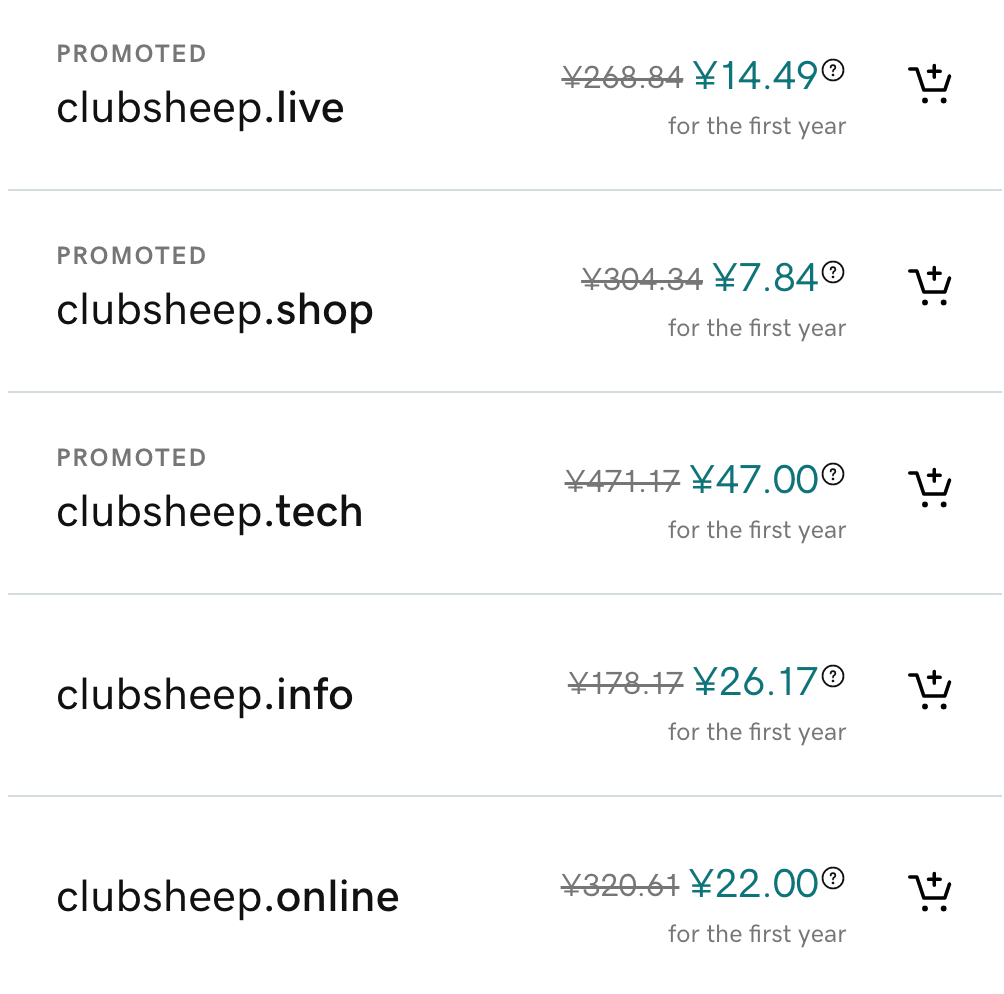 PROMOTED
clubsheep.live
¥268.84 ¥14.49 ?
for the first year
PROMOTED
clubsheep.shop
¥304.34 ¥7.84 ?
for the first year
PROMOTED
clubsheep.tech
¥471.17 ¥47.00 ?
for the first year
clubsheep.info
¥178.17 ¥26.17 ?
for the first year
clubsheep.online
¥320.61 ¥22.00 ?
for the first year